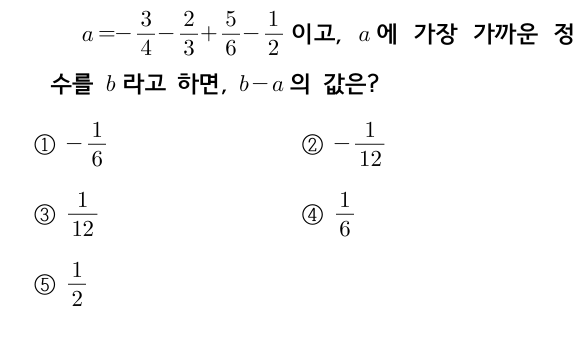 a = -\frac{3}{4} - \frac{2}{3} + \frac{5}{6} - \frac{1}{2} 이고, a 에 가장 가까운 정
수를 b 라고 하면, b - a 의 값은?
① -\frac{1}{6} ② -\frac{1}{12}
③ \frac{1}{12} ④ \frac{1}{6}
⑤ \frac{1}{2}